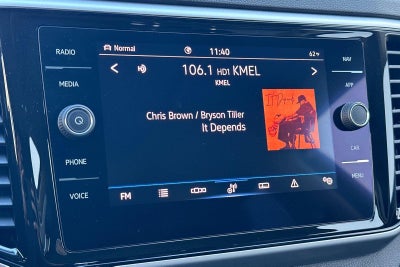 RADIO
MEDIA
PHONE
VOICE
Normal
11:40
62°F
106.1 HD1 KMEL
KMEL
Chris Brown / Bryson Tiller
It Depends
FM
NAV
APP
CAR
MENU